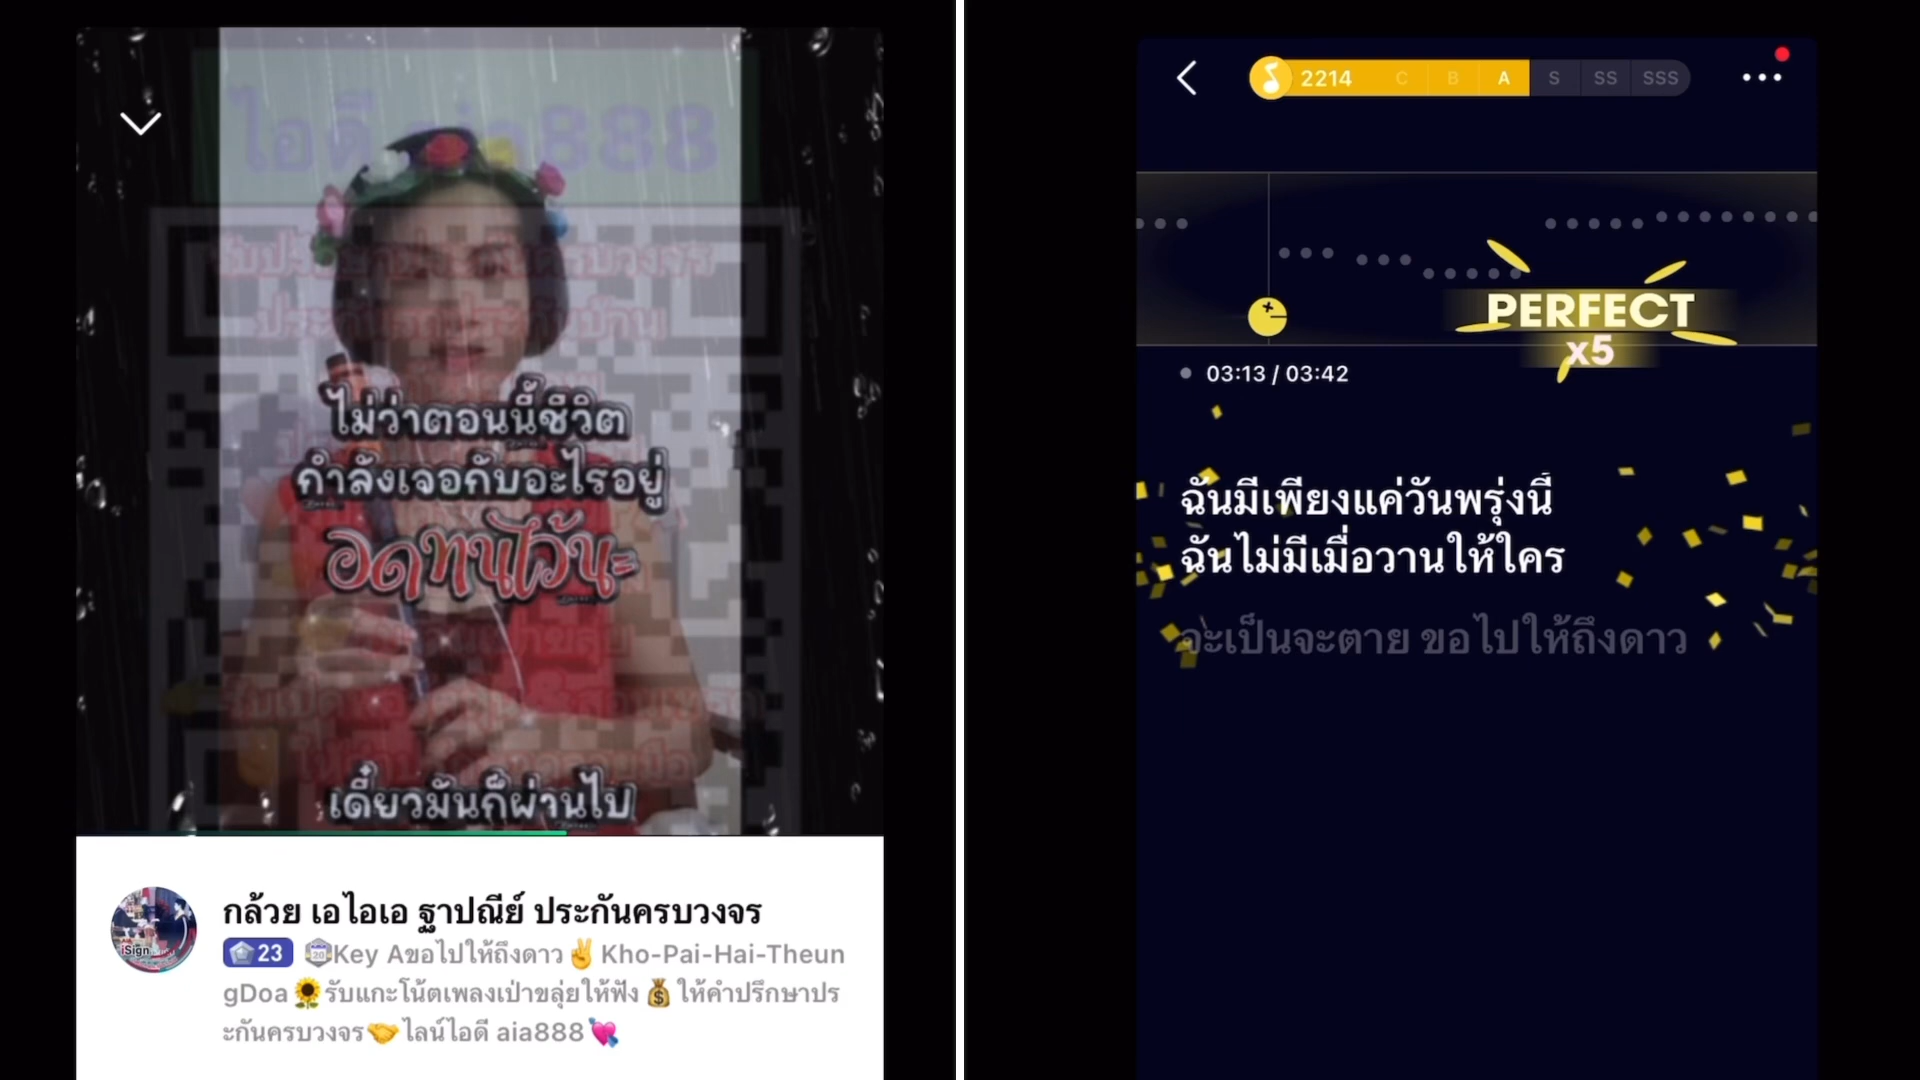 ไอดี aia888
ไม่ว่าตอนนี้ชีวิต
กำลังเจอกับอะไรอยู่
อดทนไว้นะ
เดี๋ยวมันก็ผ่านไป
iSign
กล้วย เอไอเอ ฐาปณีย์ ประกันครบวงจร
23 20 Key Aขอไปให้ถึงดาว✌️Kho-Pai-Hai-Theun
gDoa🌻รับแกะโน้ตเพลงเป่าขลุ่ยให้ฟัง💰ให้คำปรึกษาปร
ะกันครบวงจร🤝ไลน์ไอดี aia888💘
2214 C B A S SS SSS
PERFECT
x5
03:13 / 03:42
ฉันมีเพียงแค่วันพรุ่งนี้
ฉันไม่มีเมื่อวานให้ใคร
จะเป็นจะตาย ขอไปให้ถึงดาว